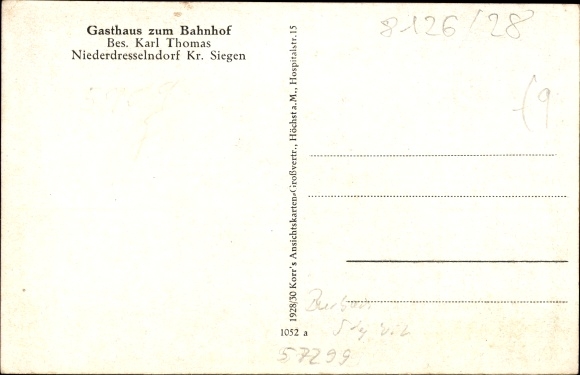 Gasthaus zum Bahnhof
Bes. Karl Thomas
Niederdresselndorf Kr. Siegen
1928/30 Korr's Ansichtskarten-Großvertr., Höchst a.M., Hospitalstr. 15
1052 a
8126/28
57299